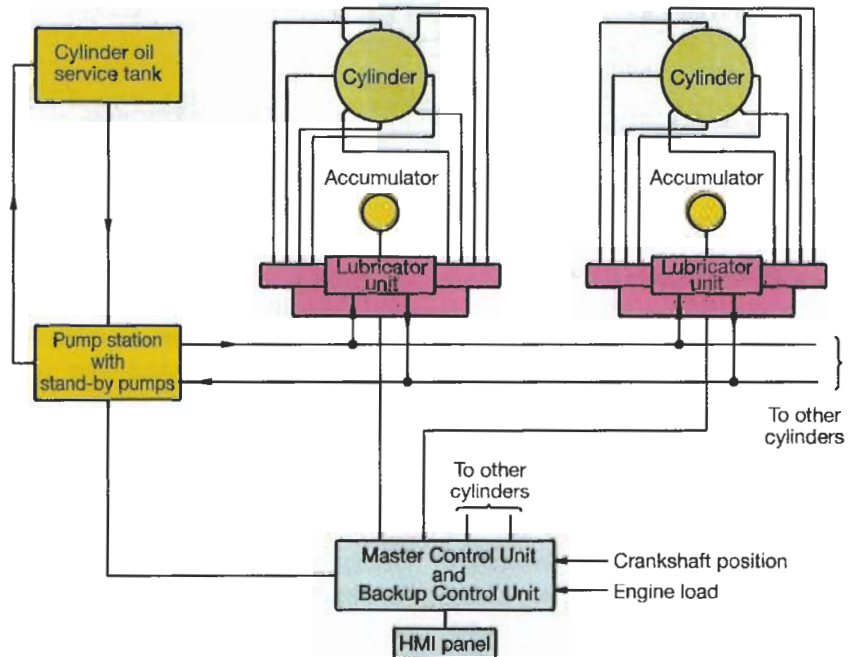 Cylinder oil
service tank
Cylinder
Cylinder
Accumulator
Accumulator
Lubricator
unit
Lubricator
unit
Pump station
with
stand-by pumps
To other
cylinders
To other
cylinders
Master Control Unit
and
Backup Control Unit
Crankshaft position
Engine load
HMI panel